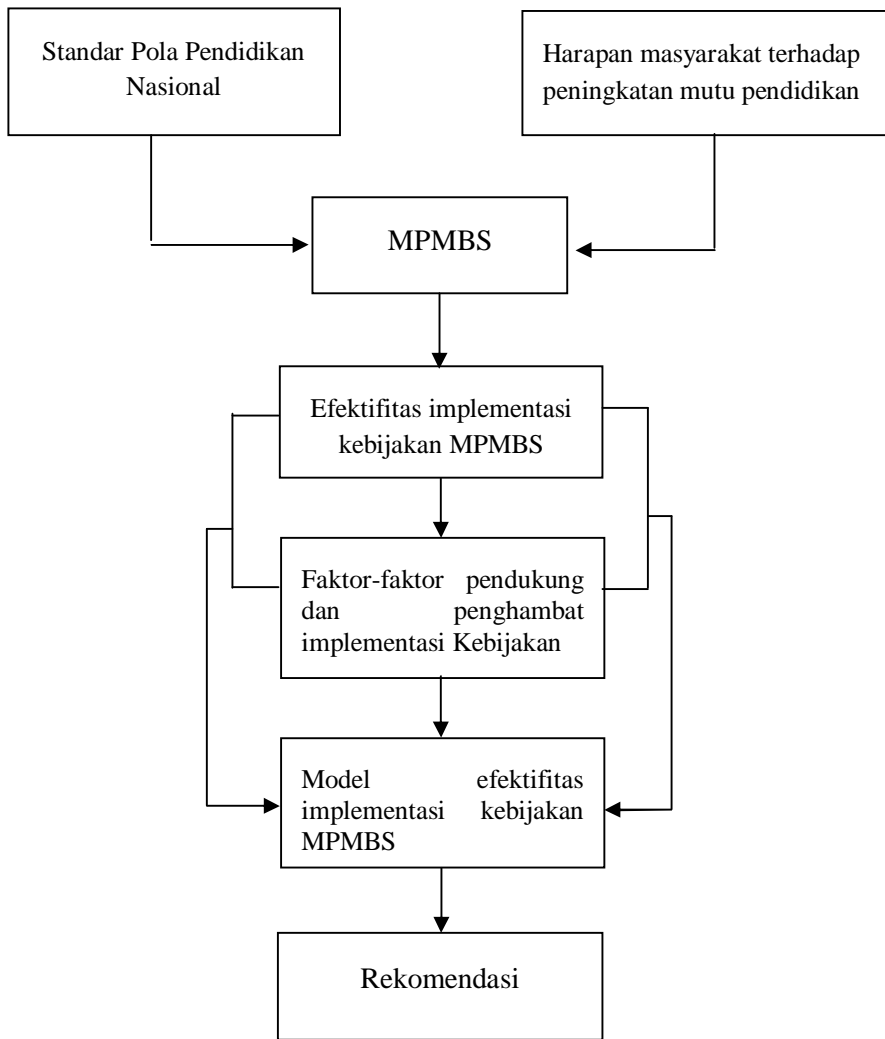 Standar Pola Pendidikan
Nasional
Harapan masyarakat terhadap
peningkatan mutu pendidikan
MPMBS
Efektifitas implementasi
kebijakan MPMBS
Faktor-faktor pendukung
dan penghambat
implementasi Kebijakan
Model efektifitas
implementasi kebijakan
MPMBS
Rekomendasi